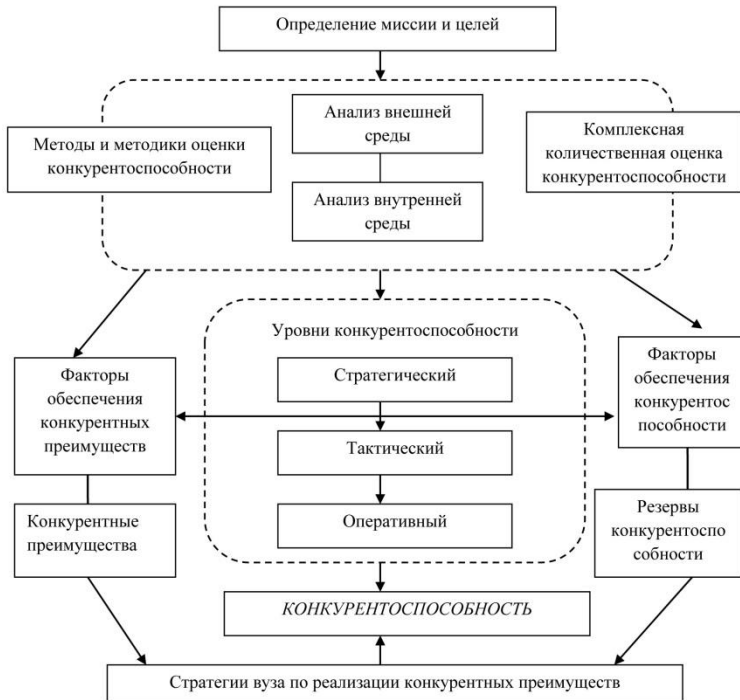 Определение миссии и целей
Методы и методики оценки
конкурентоспособности
Анализ внешней
среды
Анализ внутренней
среды
Комплексная
количественная оценка
конкурентоспособности
Уровни конкурентоспособности
Стратегический
Тактический
Оперативный
Факторы
обеспечения
конкурентных
преимуществ
Конкурентные
преимущества
Факторы
обеспечения
конкурентос
пособности
Резервы
конкурентоспо
собности
КОНКУРЕНТОСПОСОБНОСТЬ
Стратегии вуза по реализации конкурентных преимуществ